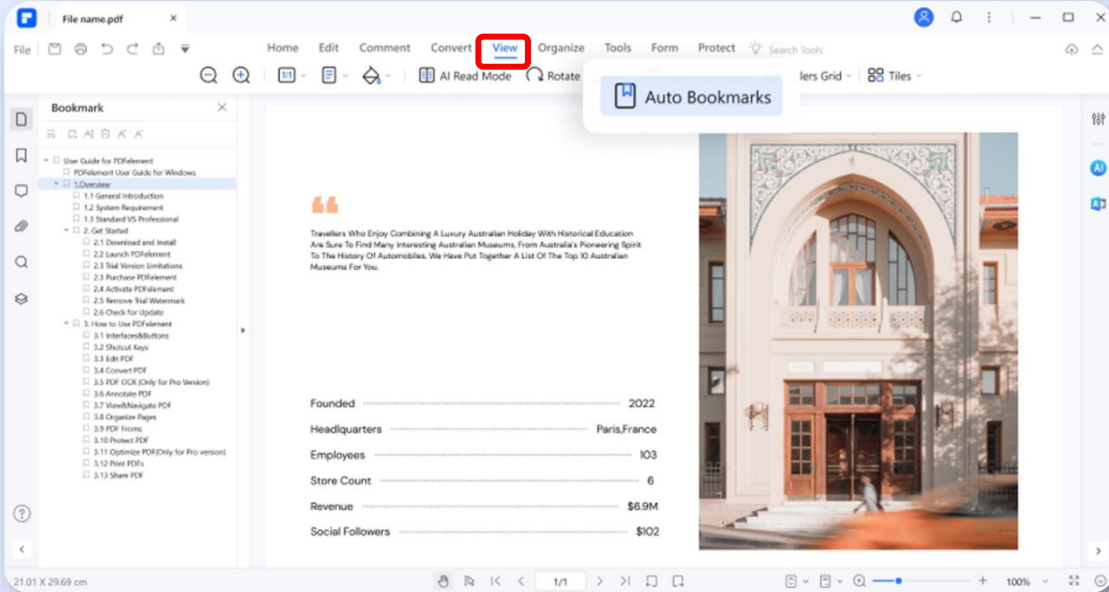 File name.pdf
File
Home Edit Comment Convert View Organize Tools Form Protect Search Tools
AI Read Mode Rotate lers Grid Tiles
Auto Bookmarks
Bookmark
User Guide for PDFelement
PDFelement User Guide for Windows
1.Overview
1.1 General Introduction
1.2 System Requirement
1.3 Standard VS Professional
2. Get Started
2.1 Download and Install
2.2 Launch PDFelement
2.3 Trial Version Limitations
2.3 Purchase PDFelement
2.4 Activate PDFelement
2.5 Remove Trial Watermark
2.6 Check for Update
3. How to Use PDFelement
3.1 Interfaces&Buttons
3.2 Shotcut Keys
3.3 Edit PDF
3.4 Convert PDF
3.5 PDF OCR (Only for Pro Version)
3.6 Annotate PDF
3.7 View&Navigate PDF
3.8 Organize Pages
3.9 PDF Froms
3.10 Protect PDF
3.11 Optimize PDF(Only for Pro version)
3.12 Print PDFs
3.13 Share PDF
Travellers Who Enjoy Combining A Luxury Australian Holiday With Historical Education
Are Sure To Find Many Interesting Australian Museums, From Australia's Pioneering Spirit
To The History Of Automobiles. We Have Put Together A List Of The Top 10 Australian
Museums For You.
Founded 2022
Headlquarters Paris,France
Employees 103
Store Count 6
Revenue $6.9M
Social Followers $102
21.01 X 29.69 cm
1/1
100%